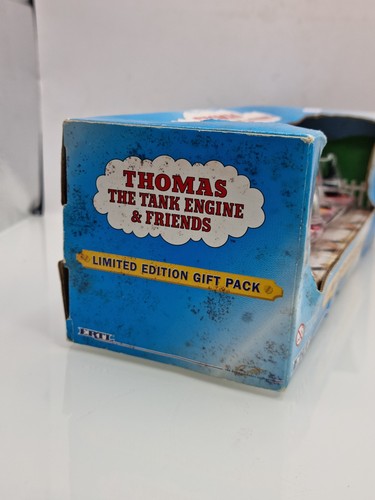 THOMAS
THE TANK ENGINE
& FRIENDS
LIMITED EDITION GIFT PACK
ERTL